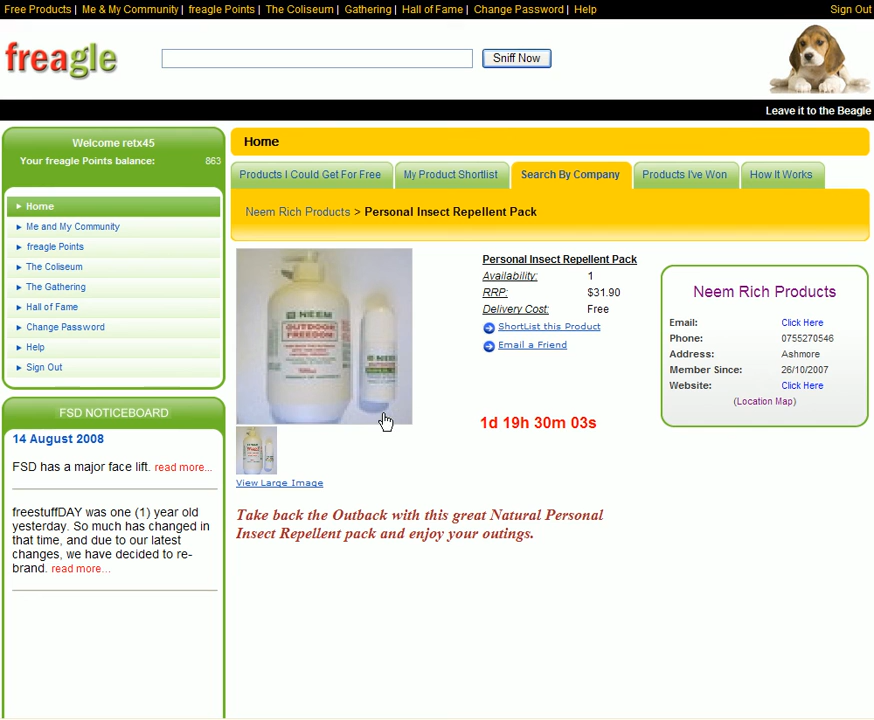 Free Products | Me & My Community | freagle Points | The Coliseum | Gathering | Hall of Fame | Change Password | Help
Sign Out
freagle
Sniff Now
Leave it to the Beagle
Welcome retx45
Your freagle Points balance: 863
Home
Me and My Community
freagle Points
The Coliseum
The Gathering
Hall of Fame
Change Password
Help
Sign Out
FSD NOTICEBOARD
14 August 2008
FSD has a major face lift. read more...
freestuffDAY was one (1) year old
yesterday. So much has changed in
that time, and due to our latest
changes, we have decided to re-
brand. read more...
Home
Products I Could Get For Free
My Product Shortlist
Search By Company
Products I've Won
How It Works
Neem Rich Products > Personal Insect Repellent Pack
NEEM
OUTDOOR
FREEDOM
NEEM
View Large Image
Personal Insect Repellent Pack
Availability: 1
RRP: $31.90
Delivery Cost: Free
ShortList this Product
Email a Friend
1d 19h 30m 03s
Take back the Outback with this great Natural Personal
Insect Repellent pack and enjoy your outings.
Neem Rich Products
Email: Click Here
Phone: 0755270546
Address: Ashmore
Member Since: 26/10/2007
Website: Click Here
(Location Map)